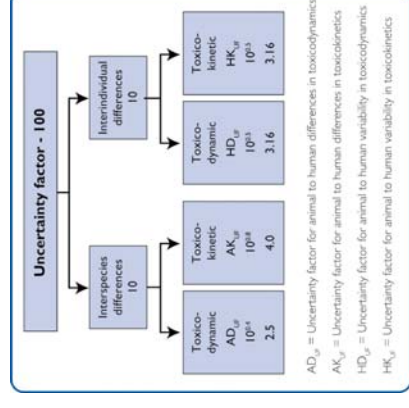 Uncertainty factor - 100
Interspecies
differences
10
Interindividual
differences
10
Toxico-
dynamic
AD_UF
10^0.4
2.5
Toxico-
kinetic
AK_UF
10^0.6
4.0
Toxico-
dynamic
HD_UF
10^0.5
3.16
Toxico-
kinetic
HK_UF
10^0.5
3.16
AD_UF = Uncertainty factor for animal to human differences in toxicodynamics
AK_UF = Uncertainty factor for animal to human differences in toxicokinetics
HD_UF = Uncertainty factor for animal to human variability in toxicodynamics
HK_UF = Uncertainty factor for animal to human variability in toxicokinetics